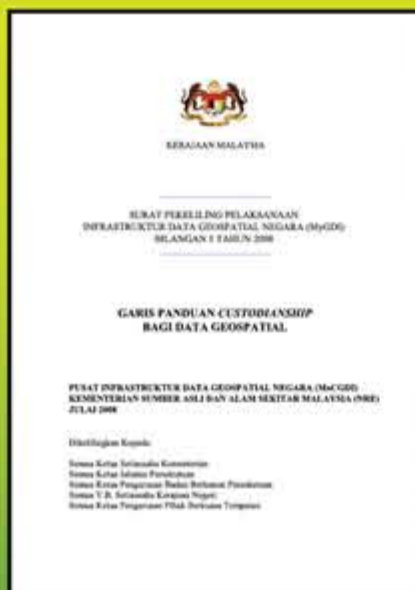 KERAJAAN MALAYSIA
SURAT PEKELILING PELAKSANAAN
INFRASTRUKTUR DATA GEOSPATIAL NEGARA (MyGDI)
BILANGAN 1 TAHUN 2008
GARIS PANDUAN CUSTODIANSHIP
BAGI DATA GEOSPATIAL
PUSAT INFRASTRUKTUR DATA GEOSPATIAL NEGARA (MaCGDI)
KEMENTERIAN SUMBER ASLI DAN ALAM SEKITAR MALAYSIA (NRE)
JULAI 2008
Dikelilingkan Kepada:
Semua Ketua Setiausaha Kementerian
Semua Ketua Jabatan Persekutuan
Semua Ketua Pengurusan Badan Berkanun Persekutuan
Semua Y.B. Setiausaha Kerajaan Negeri
Semua Ketua Pengurusan Pihak Berkuasa Tempatan